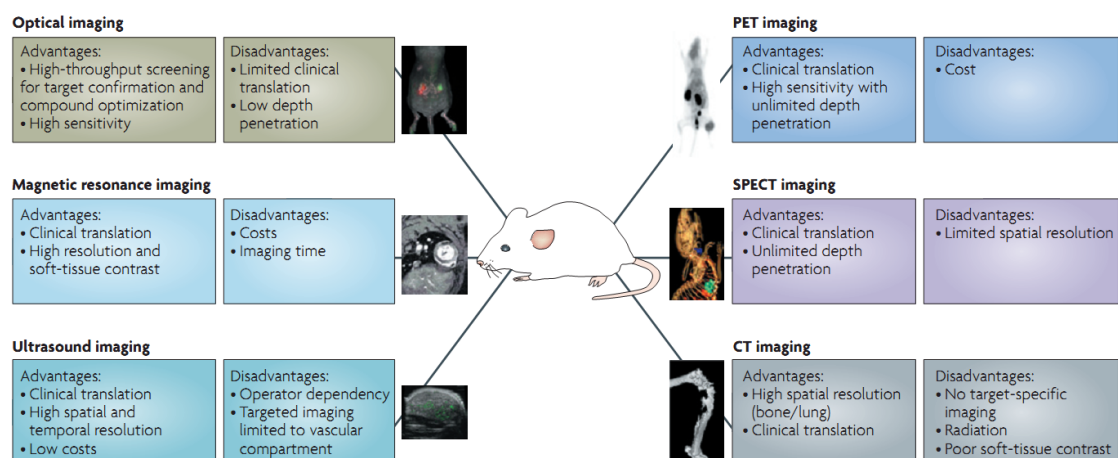 Optical imaging
Advantages:
• High-throughput screening
for target confirmation and
compound optimization
• High sensitivity
Disadvantages:
• Limited clinical
translation
• Low depth
penetration
PET imaging
Advantages:
• Clinical translation
• High sensitivity with
unlimited depth
penetration
Disadvantages:
• Cost
Magnetic resonance imaging
Advantages:
• Clinical translation
• High resolution and
soft-tissue contrast
Disadvantages:
• Costs
• Imaging time
SPECT imaging
Advantages:
• Clinical translation
• Unlimited depth
penetration
Disadvantages:
• Limited spatial resolution
Ultrasound imaging
Advantages:
• Clinical translation
• High spatial and
temporal resolution
• Low costs
Disadvantages:
• Operator dependency
• Targeted imaging
limited to vascular
compartment
CT imaging
Advantages:
• High spatial resolution
(bone/lung)
• Clinical translation
Disadvantages:
• No target-specific
imaging
• Radiation
• Poor soft-tissue contrast